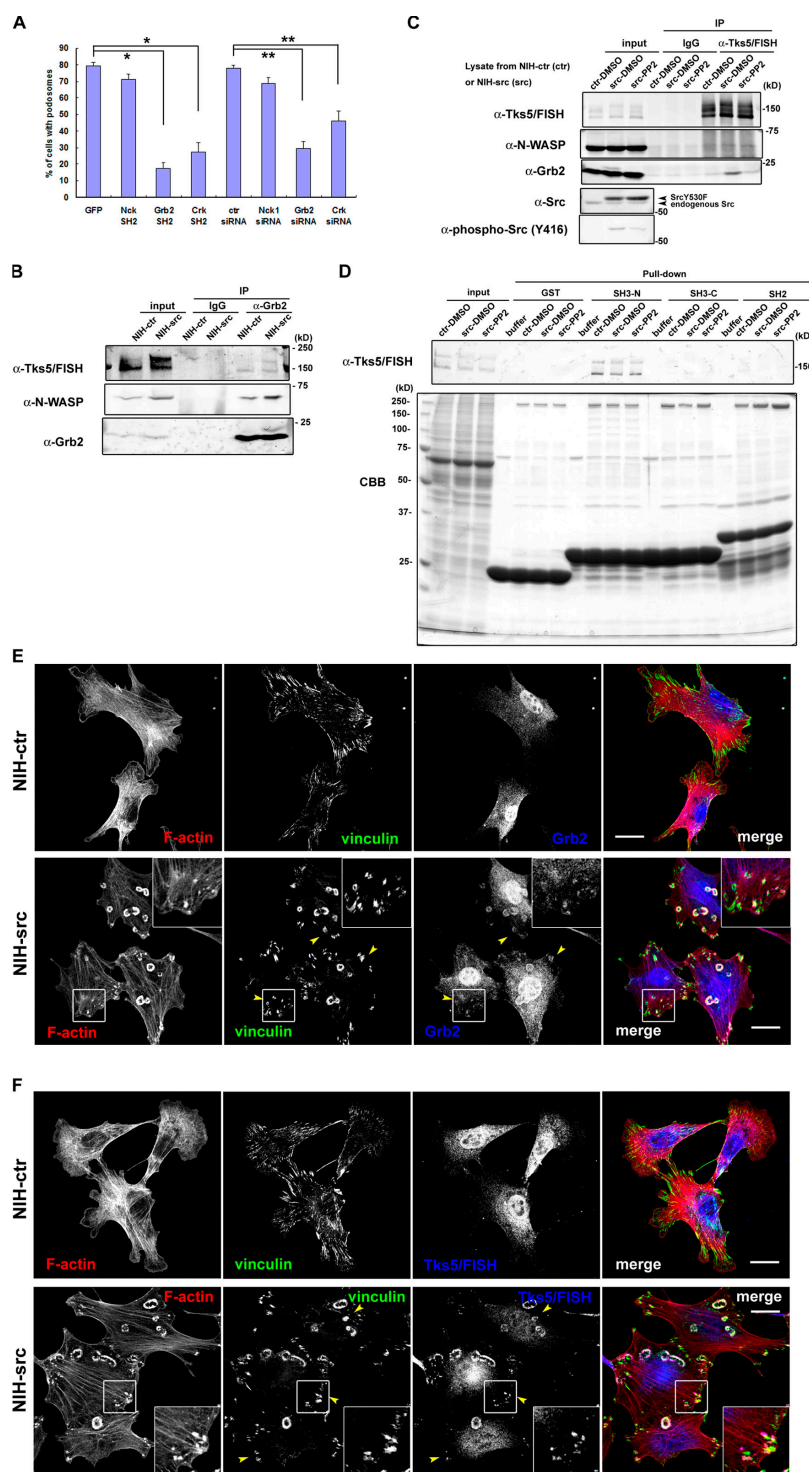 A
% of cells with podosomes
90
80
70
60
50
40
30
20
10
0
*
*
**
**
GFP
Nck SH2
Grb2 SH2
Crk SH2
ctr siRNA
Nck1 siRNA
Grb2 siRNA
Crk siRNA
B
IP
input
IgG
α-Grb2
NIH-ctr
NIH-src
NIH-ctr
NIH-src
NIH-ctr
NIH-src
(kD)
α-Tks5/FISH
- 250
- 150
α-N-WASP
- 75
α-Grb2
- 25
C
IP
input
IgG
α-Tks5/FISH
Lysate from NIH-ctr (ctr)
or NIH-src (src)
ctr-DMSO
src-DMSO
src-PP2
ctr-DMSO
src-DMSO
src-PP2
ctr-DMSO
src-DMSO
src-PP2
(kD)
α-Tks5/FISH
-150
α-N-WASP
-75
α-Grb2
-25
α-Src
SrcY530F
endogenous Src
-50
α-phospho-Src (Y416)
-50
D
Pull-down
input
GST
SH3-N
SH3-C
SH2
ctr-DMSO
src-DMSO
src-PP2
buffer
ctr-DMSO
src-DMSO
src-PP2
buffer
ctr-DMSO
src-DMSO
src-PP2
buffer
ctr-DMSO
src-DMSO
src-PP2
buffer
ctr-DMSO
src-DMSO
src-PP2
(kD)
α-Tks5/FISH
-150
(kD)
250-
150-
100-
75-
50-
37-
25-
CBB
E
NIH-ctr
F-actin
vinculin
Grb2
merge
NIH-src
F-actin
vinculin
Grb2
merge
F
NIH-ctr
F-actin
vinculin
Tks5/FISH
merge
NIH-src
F-actin
vinculin
Tks5/FISH
merge